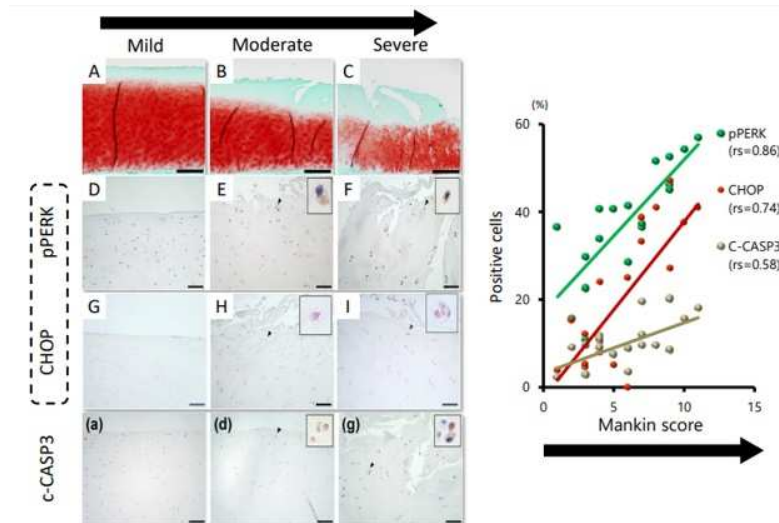 Mild Moderate Severe
A B C
D E F
pPERK
G H I
CHOP
(a) (d) (g)
c-CASP3
(%)
60
40
20
0
0 5 10 15
Positive cells
Mankin score
pPERK
(rs=0.86)
CHOP
(rs=0.74)
C-CASP3
(rs=0.58)